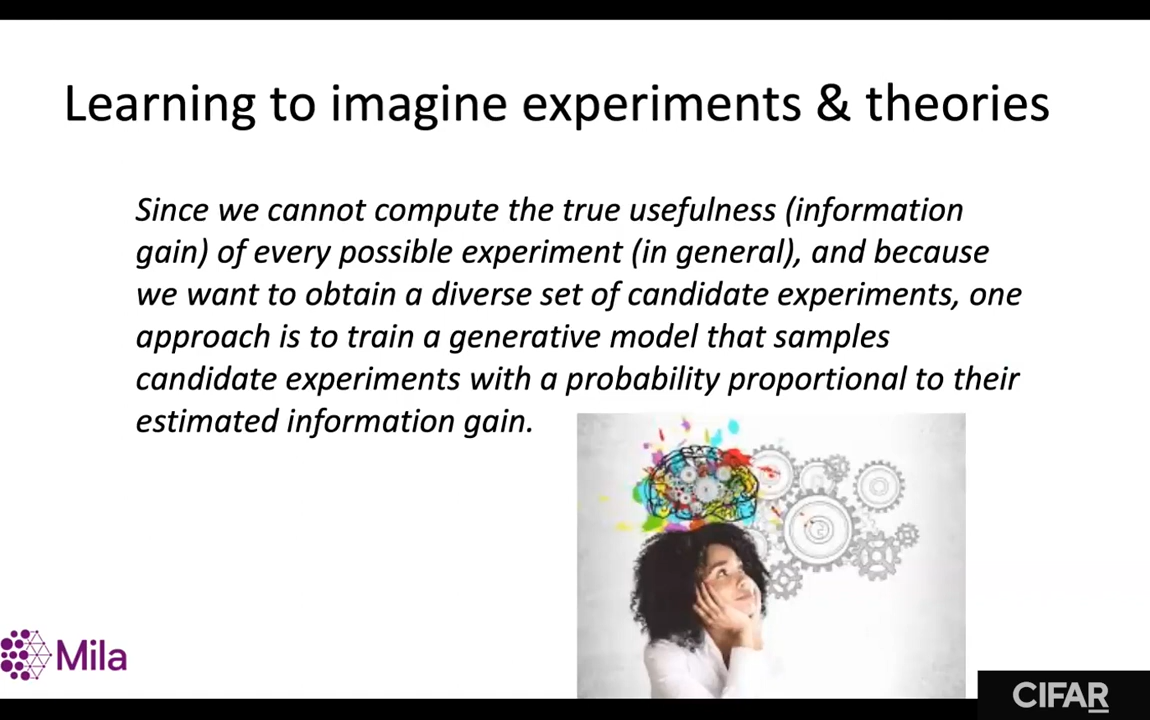 Learning to imagine experiments & theories
Since we cannot compute the true usefulness (information
gain) of every possible experiment (in general), and because
we want to obtain a diverse set of candidate experiments, one
approach is to train a generative model that samples
candidate experiments with a probability proportional to their
estimated information gain.
Mila
CIFAR